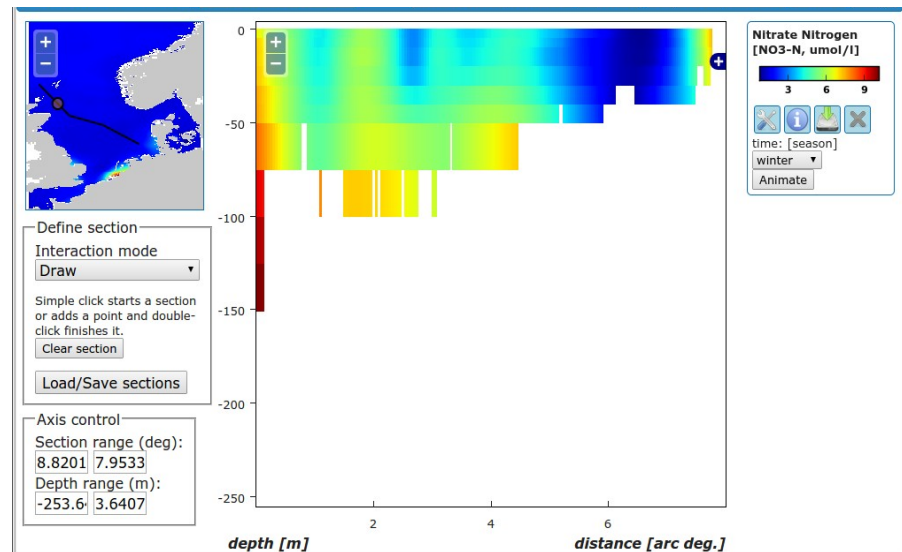 +
−
Define section
Interaction mode
Draw
Simple click starts a section
or adds a point and double-
click finishes it.
Clear section
Load/Save sections
Axis control
Section range (deg):
8.8201 7.9533
Depth range (m):
-253.6 3.6407
+
−
0
-50
-100
-150
-200
-250
2
4
6
depth [m]
distance [arc deg.]
+
Nitrate Nitrogen
[NO3-N, umol/l]
3 6 9
time: [season]
winter
Animate